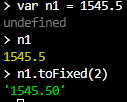 > var n1 = 1545.5
undefined
> n1
1545.5
> n1.toFixed(2)
'1545.50'